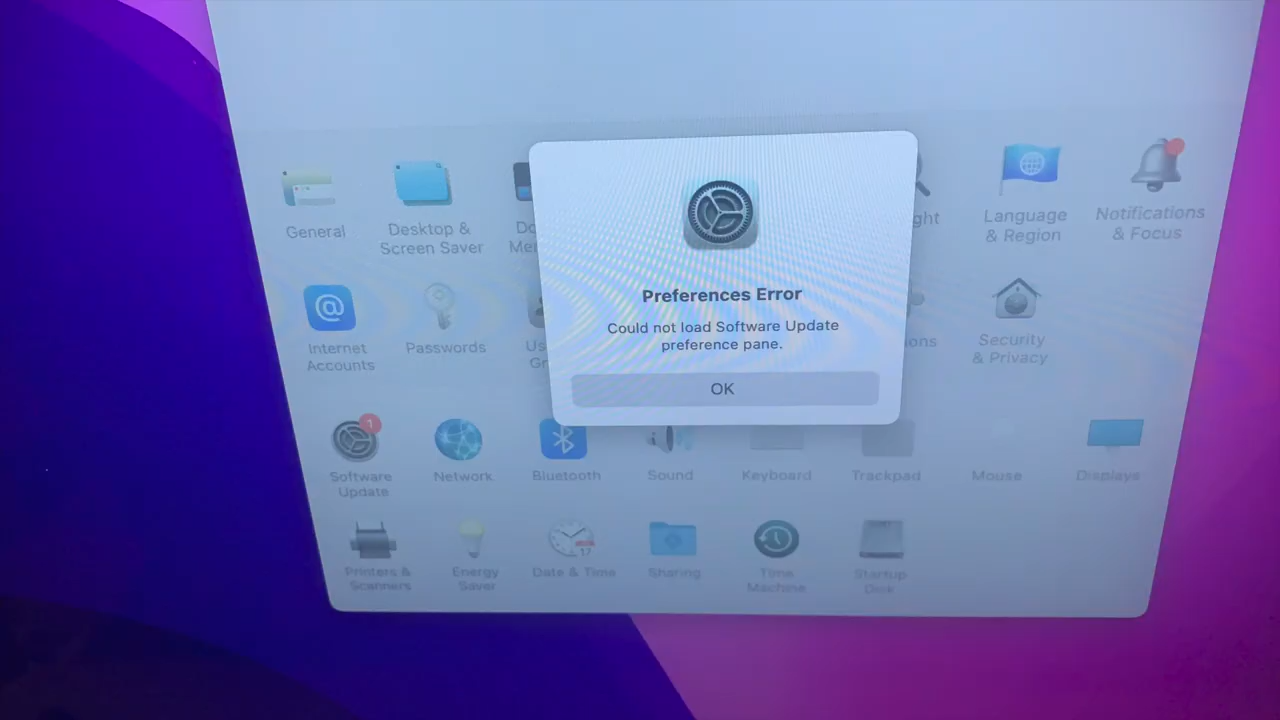 General
Desktop &
Screen Saver
Language
& Region
Notifications
& Focus
Preferences Error
Could not load Software Update
preference pane.
OK
Internet
Accounts
Passwords
Security
& Privacy
1
Software
Update
Network
Bluetooth
Sound
Keyboard
Trackpad
Mouse
Displays
Printers &
Scanners
Energy
Saver
17
Date & Time
Sharing
Time
Machine
Startup
Disk